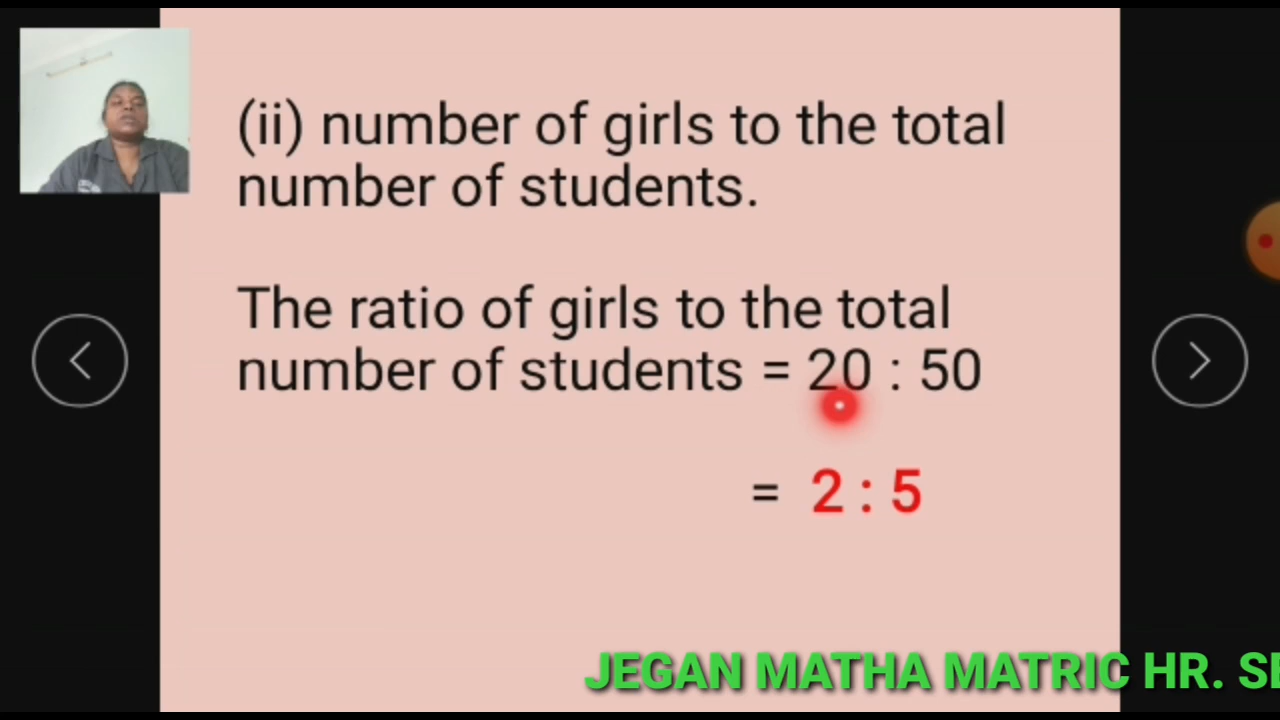 (ii) number of girls to the total
number of students.
The ratio of girls to the total
number of students = 20 : 50
= 2 : 5
JEGAN MATHA MATRIC HR. SE